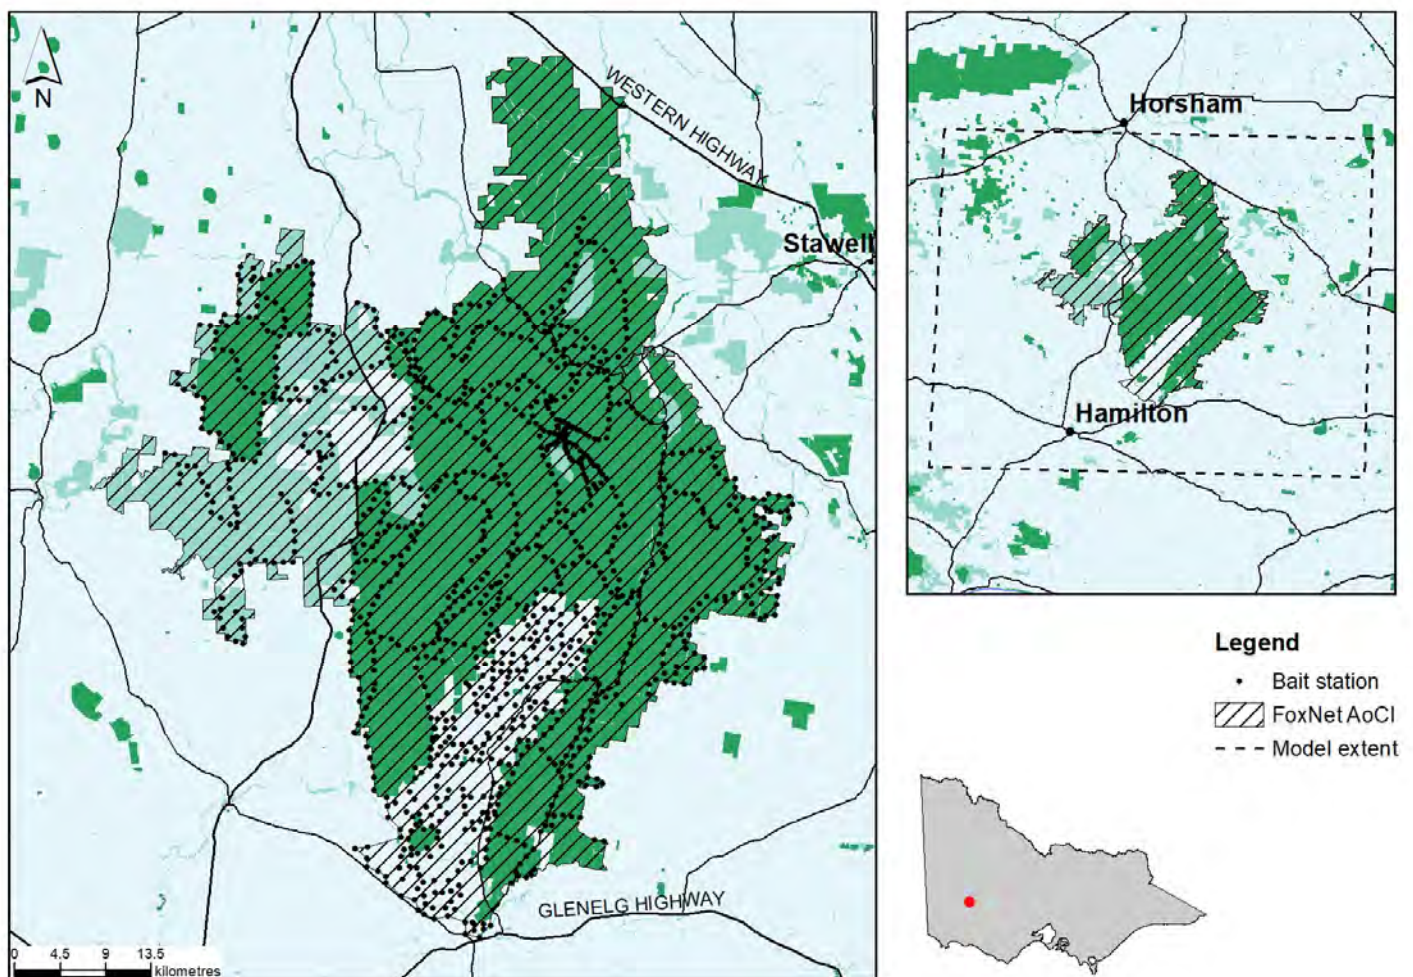 N
WESTERN HIGHWAY
Stawell
GLENELG HIGHWAY
0 4.5 9 13.5
kilometres
Horsham
Hamilton
Legend
Bait station
FoxNet AoCI
Model extent